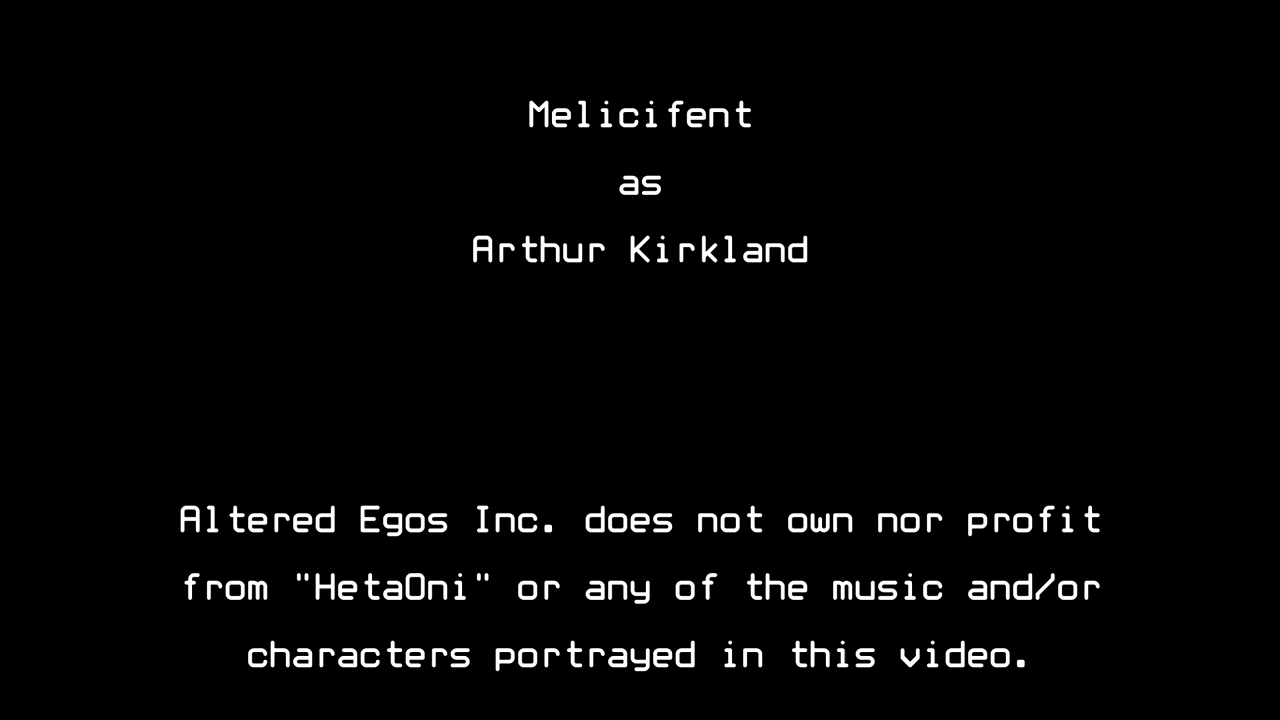 Melicifent
as
Arthur Kirkland
Altered Egos Inc. does not own nor profit
from "HetaOni" or any of the music and/or
characters portrayed in this video.